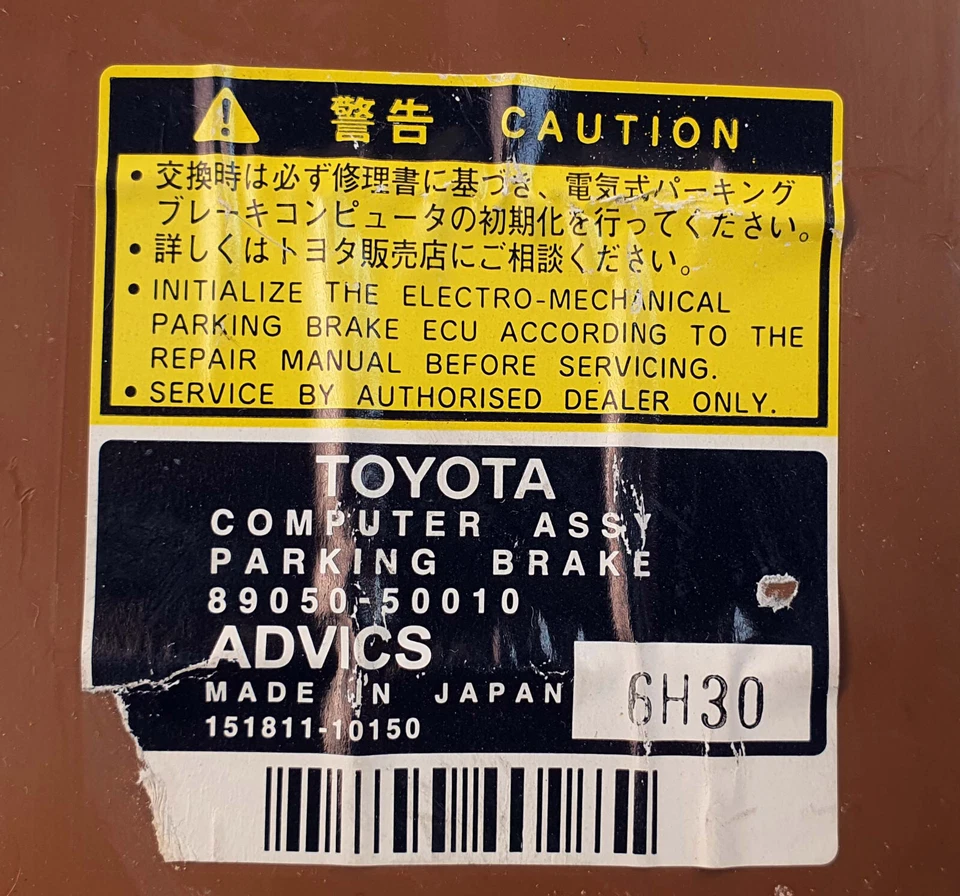 警告 CAUTION
• 交換時は必ず修理書に基づき、電気式パーキング
ブレーキコンピュータの初期化を行ってください。
• 詳しくはトヨタ販売店にご相談ください。
• INITIALIZE THE ELECTRO-MECHANICAL
PARKING BRAKE ECU ACCORDING TO THE
REPAIR MANUAL BEFORE SERVICING.
• SERVICE BY AUTHORISED DEALER ONLY.
TOYOTA
COMPUTER ASSY
PARKING BRAKE
89050-50010
ADVICS
MADE IN JAPAN
6H30
151811-10150